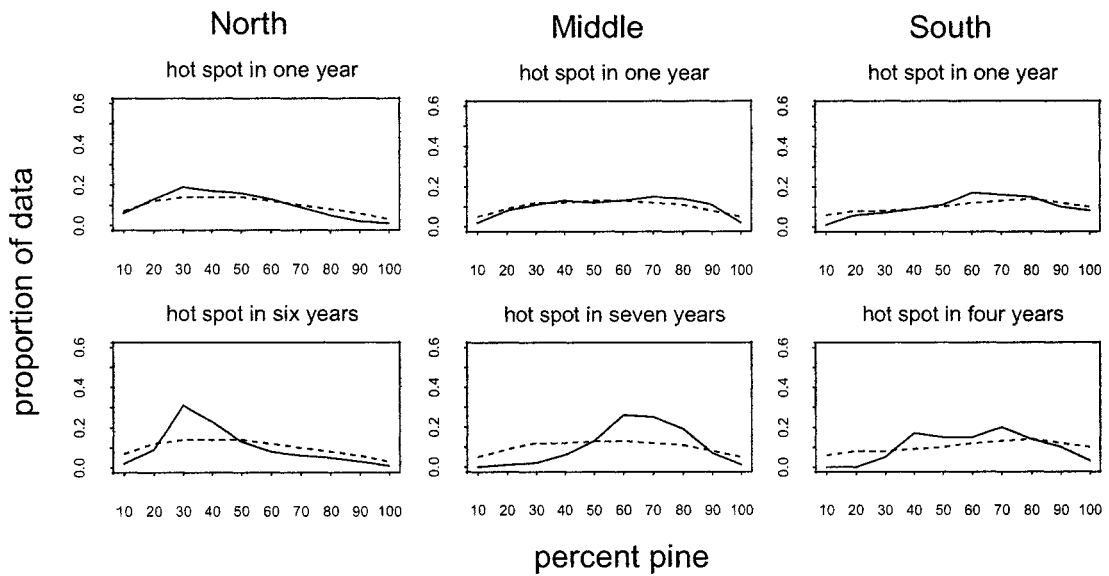 North Middle South
hot spot in one year hot spot in one year hot spot in one year
0.6 0.6 0.6
0.4 0.4 0.4
0.2 0.2 0.2
0.0 0.0 0.0
10 20 30 40 50 60 70 80 90 100 10 20 30 40 50 60 70 80 90 100 10 20 30 40 50 60 70 80 90 100
proportion of data
hot spot in six years hot spot in seven years hot spot in four years
0.6 0.6 0.6
0.4 0.4 0.4
0.2 0.2 0.2
0.0 0.0 0.0
10 20 30 40 50 60 70 80 90 100 10 20 30 40 50 60 70 80 90 100 10 20 30 40 50 60 70 80 90 100
percent pine